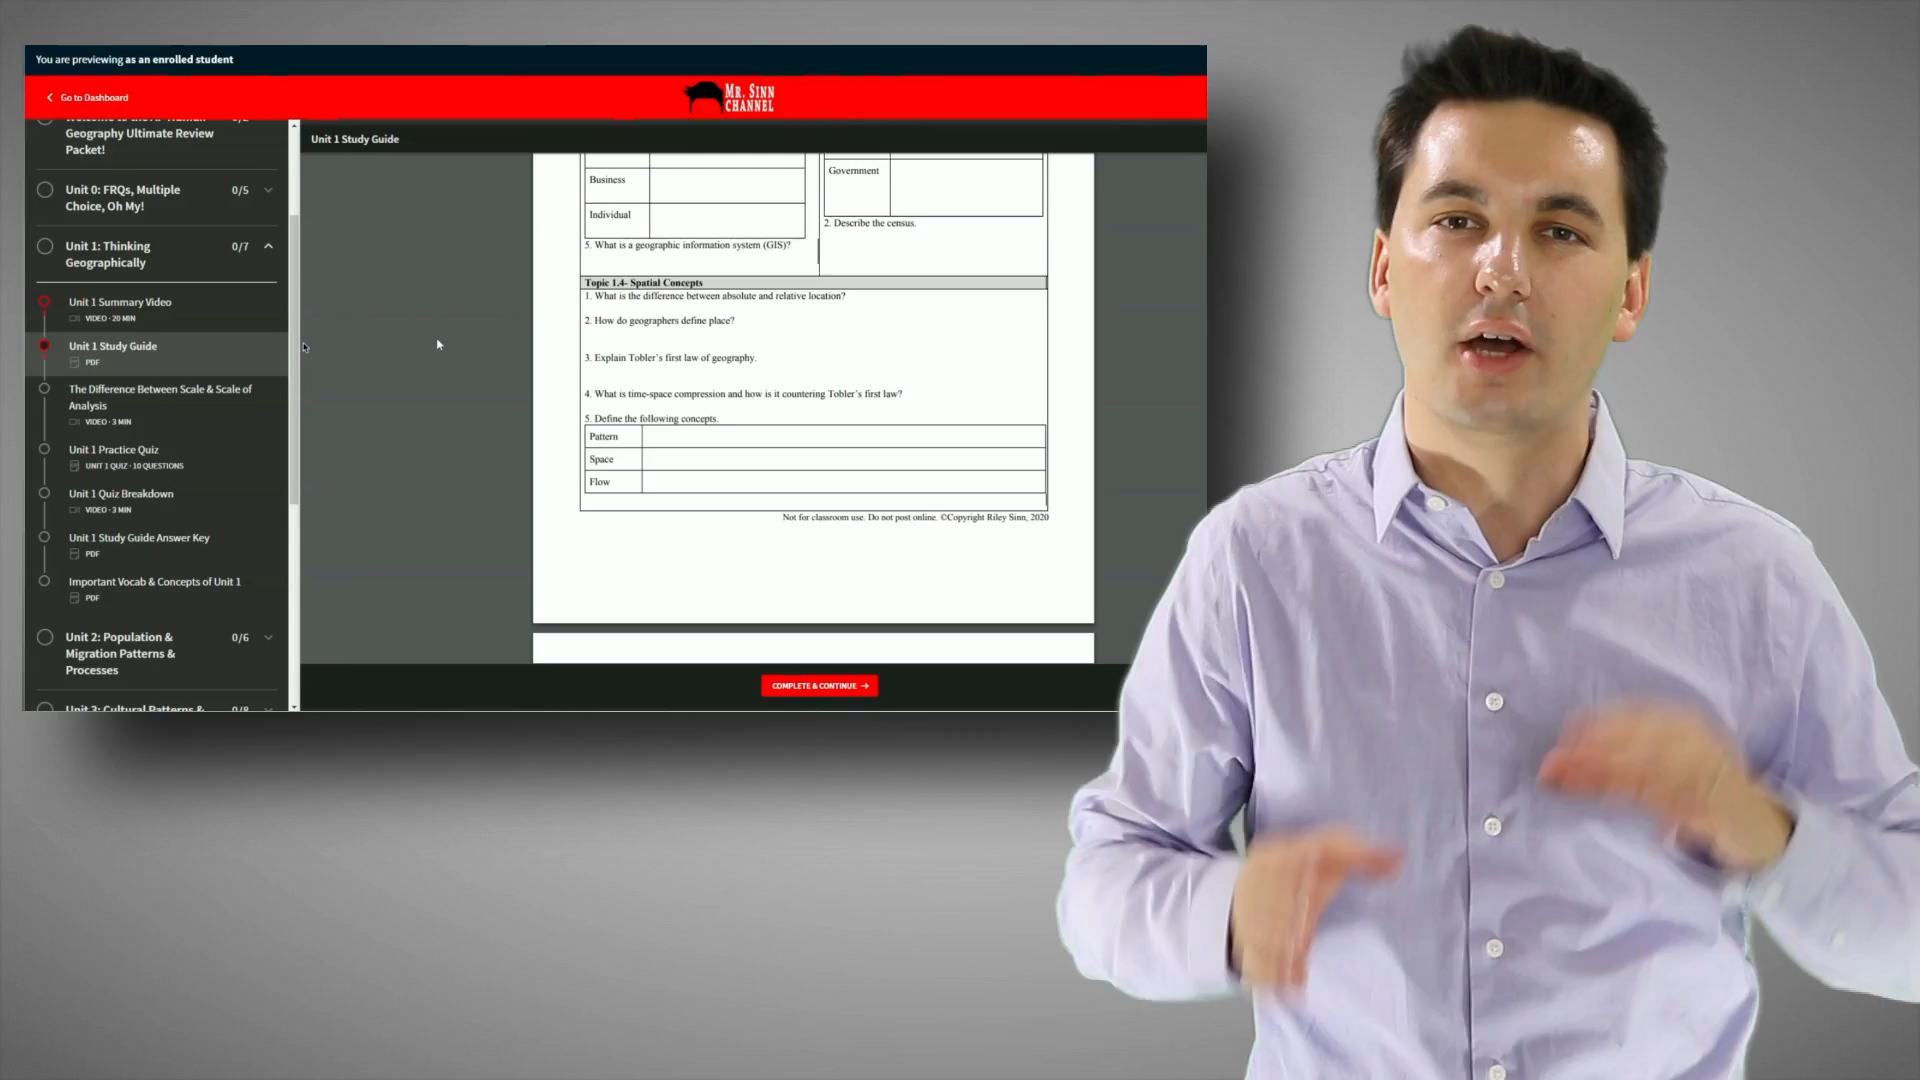 You are previewing as an enrolled student
Go to Dashboard
MR. SINN
CHANNEL
Geography Ultimate Review
Packet!
Unit 0: FRQs, Multiple
Choice, Oh My!
0/5
Unit 1: Thinking
Geographically
0/7
Unit 1 Summary Video
VIDEO · 20 MIN
Unit 1 Study Guide
PDF
The Difference Between Scale & Scale of
Analysis
VIDEO · 3 MIN
Unit 1 Practice Quiz
UNIT 1 QUIZ · 10 QUESTIONS
Unit 1 Quiz Breakdown
VIDEO · 3 MIN
Unit 1 Study Guide Answer Key
PDF
Important Vocab & Concepts of Unit 1
PDF
Unit 2: Population &
Migration Patterns &
Processes
0/6
Unit 3: Cultural Patterns &
0/8
Unit 1 Study Guide
Business
Individual
5. What is a geographic information system (GIS)?
Government
2. Describe the census.
Topic 1.4- Spatial Concepts
1. What is the difference between absolute and relative location?
2. How do geographers define place?
3. Explain Tobler's first law of geography.
4. What is time-space compression and how is it countering Tobler's first law?
5. Define the following concepts.
Pattern
Space
Flow
Not for classroom use. Do not post online. ©Copyright Riley Sinn, 2020
COMPLETE & CONTINUE →